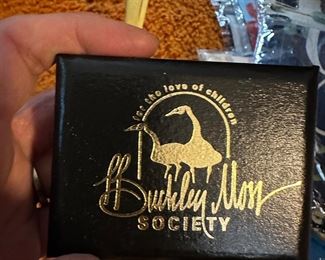 for the love of children
P Buckley Moss
SOCIETY